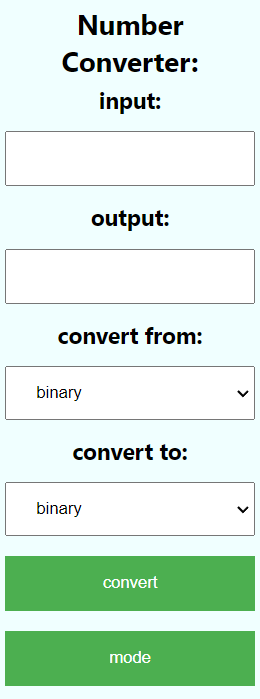 Number
Converter:
input:
output:
convert from:
binary
convert to:
binary
convert
mode